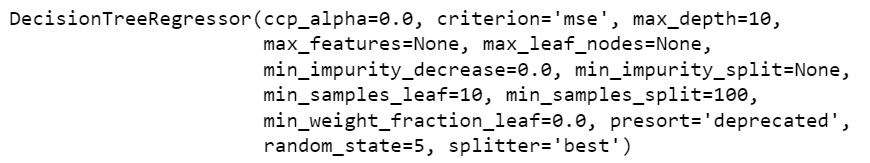 DecisionTreeRegressor(ccp_alpha=0.0, criterion='mse', max_depth=10,
max_features=None, max_leaf_nodes=None,
min_impurity_decrease=0.0, min_impurity_split=None,
min_samples_leaf=10, min_samples_split=100,
min_weight_fraction_leaf=0.0, presort='deprecated',
random_state=5, splitter='best')